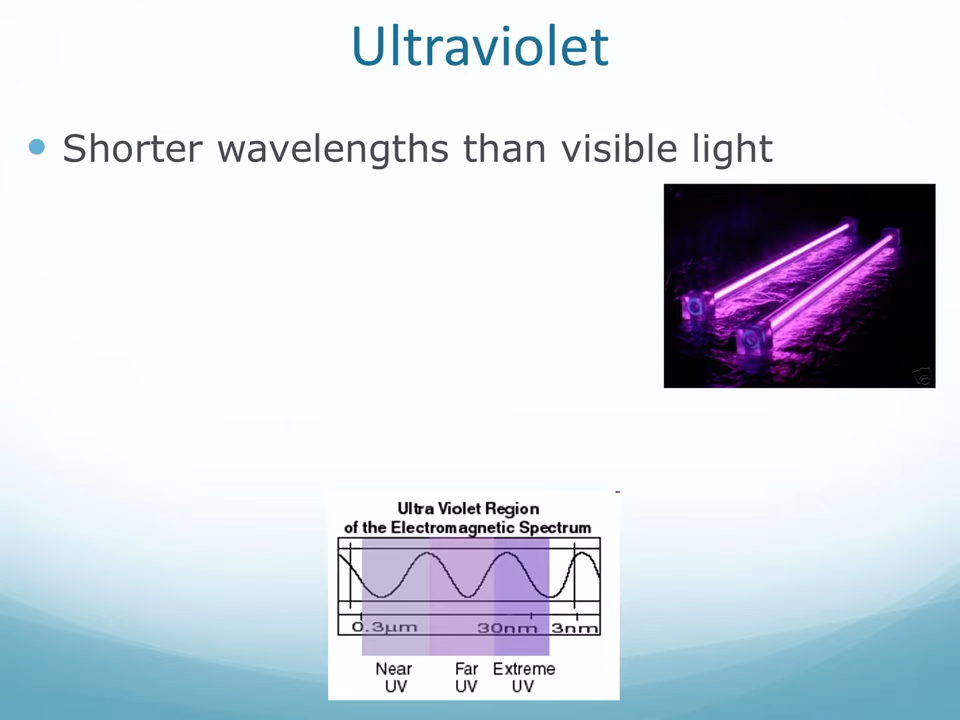 Ultraviolet
Shorter wavelengths than visible light
Ultra Violet Region
of the Electromagnetic Spectrum
0.3µm 30nm 3nm
Near Far Extreme
UV UV UV